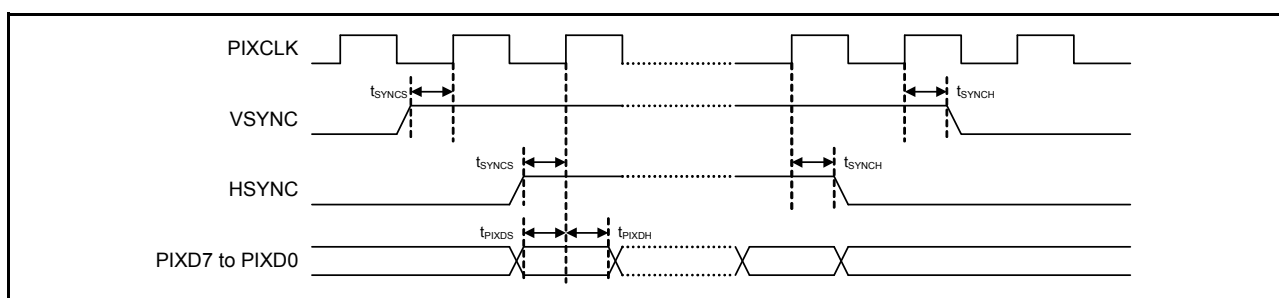 PIXCLK
tSYNCS
tSYNCH
VSYNC
tSYNCS
tSYNCH
HSYNC
tPIXDS
tPIXDH
PIXD7 to PIXD0